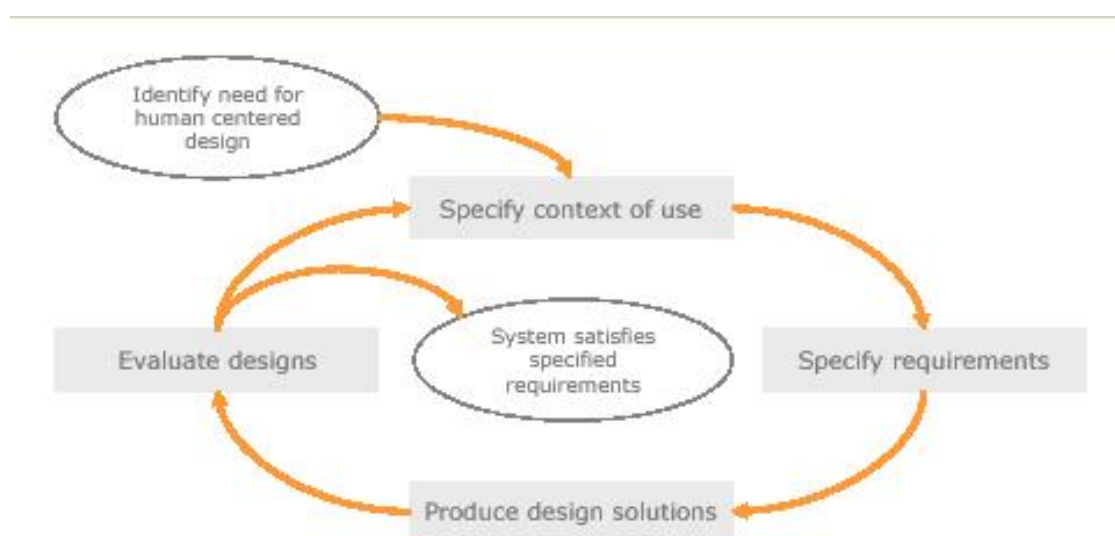 Identify need for
human centered
design
Specify context of use
Evaluate designs
System satisfies
specified
requirements
Specify requirements
Produce design solutions